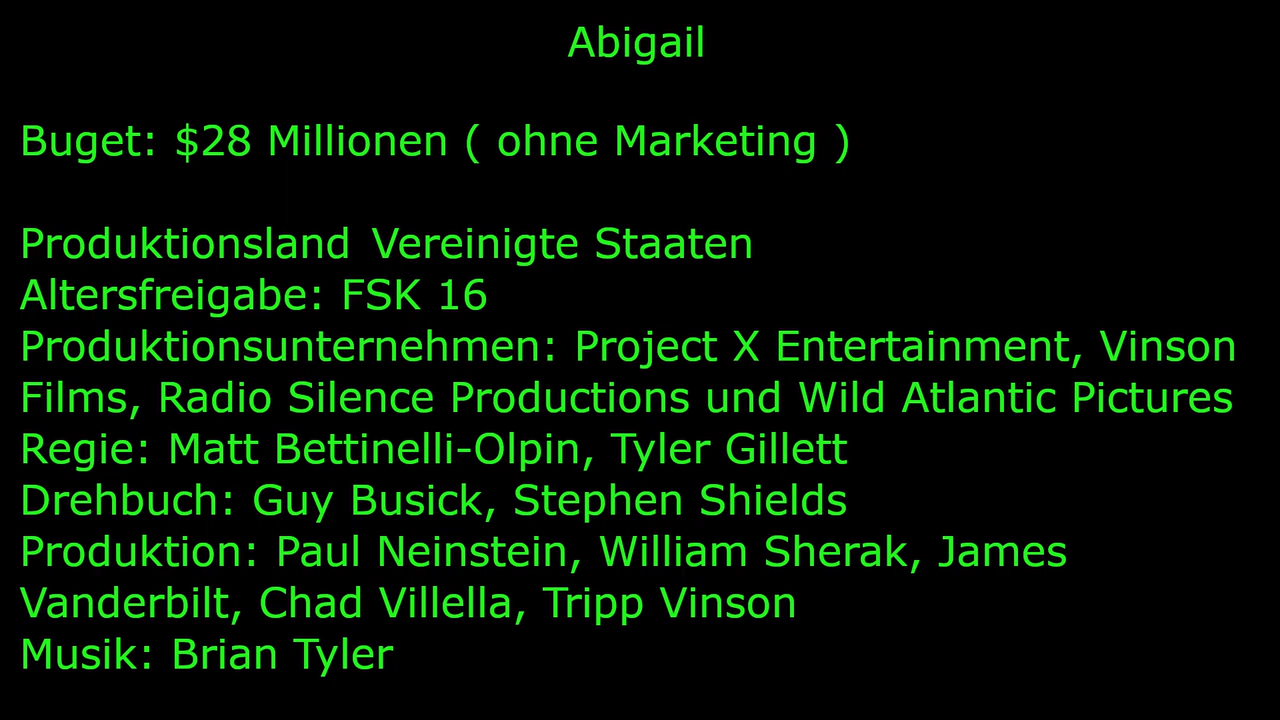 Abigail
Buget: $28 Millionen ( ohne Marketing )
Produktionsland Vereinigte Staaten
Altersfreigabe: FSK 16
Produktionsunternehmen: Project X Entertainment, Vinson
Films, Radio Silence Productions und Wild Atlantic Pictures
Regie: Matt Bettinelli-Olpin, Tyler Gillett
Drehbuch: Guy Busick, Stephen Shields
Produktion: Paul Neinstein, William Sherak, James
Vanderbilt, Chad Villella, Tripp Vinson
Musik: Brian Tyler